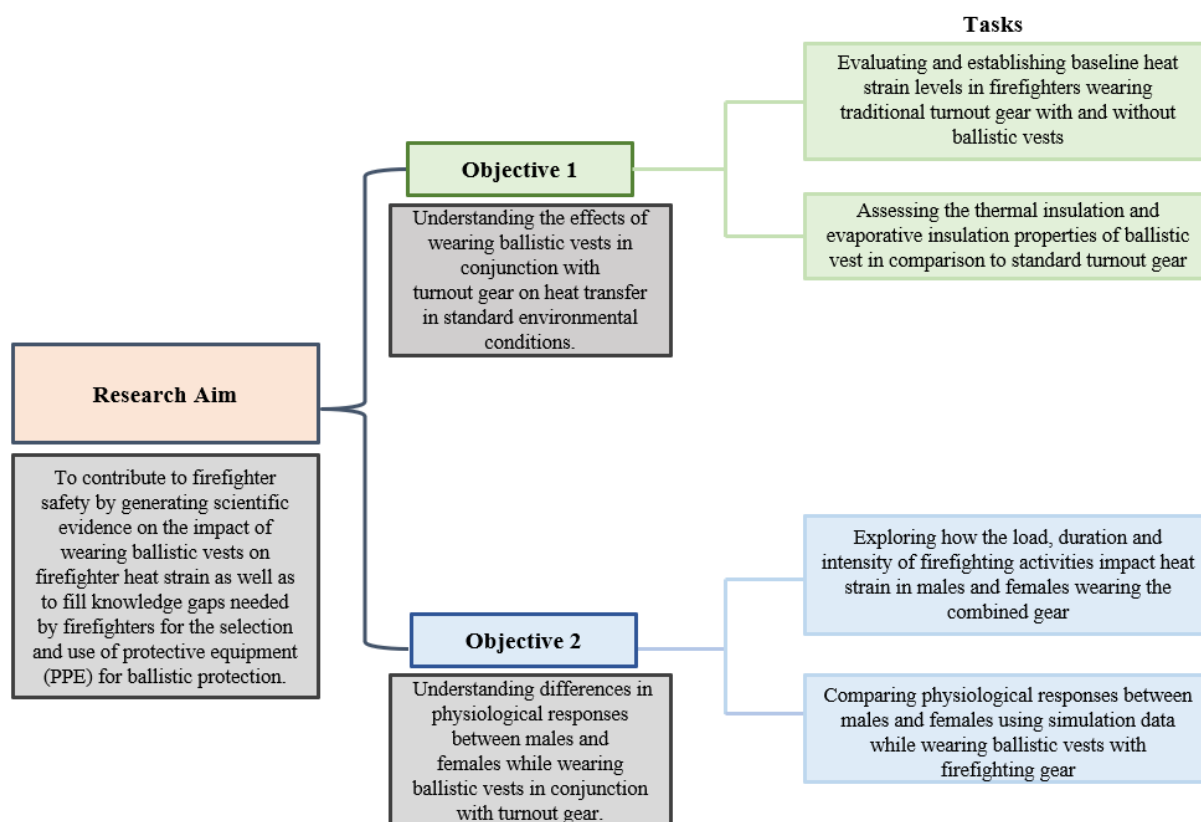 Tasks
Evaluating and establishing baseline heat
strain levels in firefighters wearing
traditional turnout gear with and without
ballistic vests
Objective 1
Assessing the thermal insulation and
evaporative insulation properties of ballistic
vest in comparison to standard turnout gear
Understanding the effects of
wearing ballistic vests in
conjunction with
turnout gear on heat transfer
in standard environmental
conditions.
Research Aim
To contribute to firefighter
safety by generating scientific
evidence on the impact of
wearing ballistic vests on
firefighter heat strain as well as
to fill knowledge gaps needed
by firefighters for the selection
and use of protective equipment
(PPE) for ballistic protection.
Exploring how the load, duration and
intensity of firefighting activities impact heat
strain in males and females wearing the
combined gear
Objective 2
Understanding differences in
physiological responses
between males and
females while wearing
ballistic vests in conjunction
with turnout gear.
Comparing physiological responses between
males and females using simulation data
while wearing ballistic vests with
firefighting gear